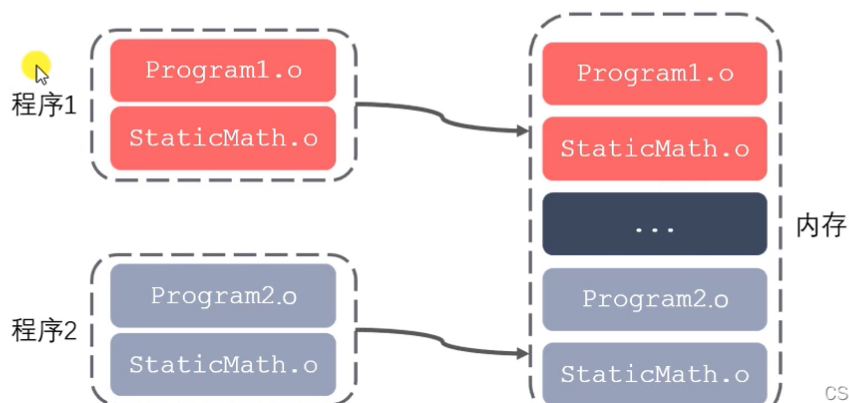 程序1
Program1.o
StaticMath.o
程序2
Program2.o
StaticMath.o
Program1.o
StaticMath.o
...
Program2.o
StaticMath.o
内存
CS